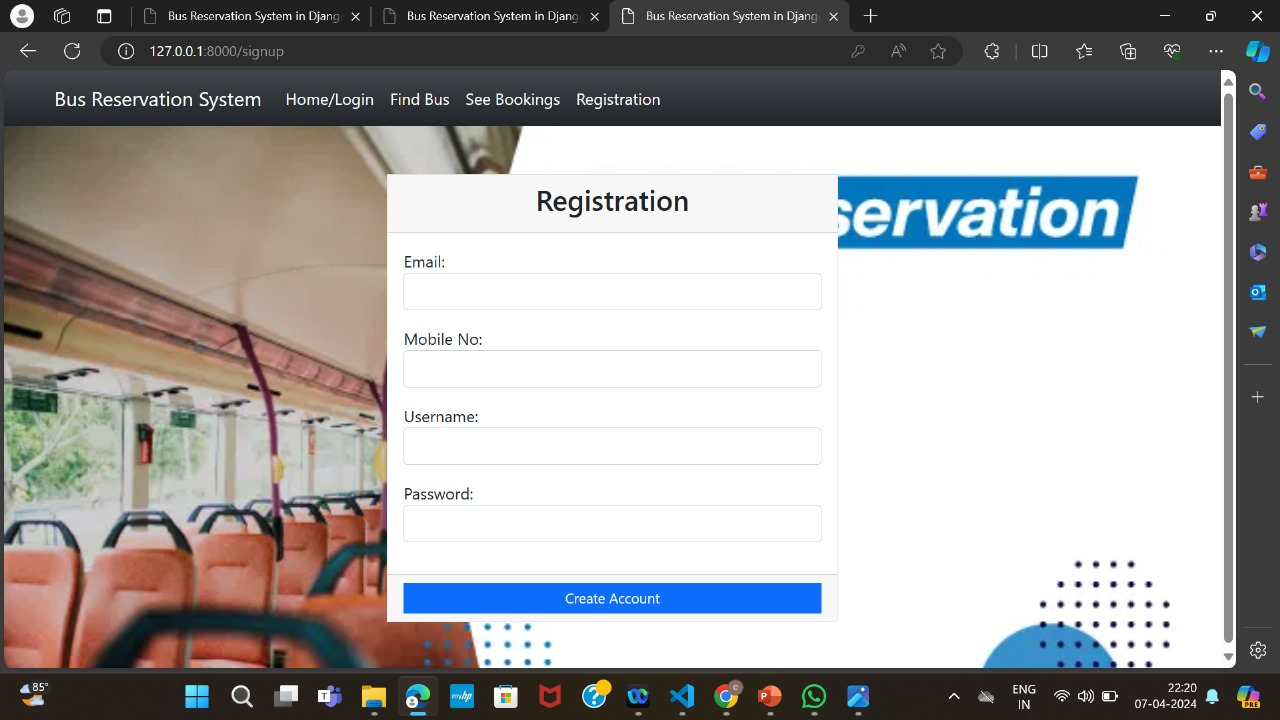 Bus Reservation System in Djang
Bus Reservation System in Djang
Bus Reservation System in Djang
127.0.0.1:8000/signup
Bus Reservation System
Home/Login
Find Bus
See Bookings
Registration
servation
Registration
Email:
Mobile No:
Username:
Password:
Create Account
85°
ENG
IN
22:20
07-04-2024
PRE